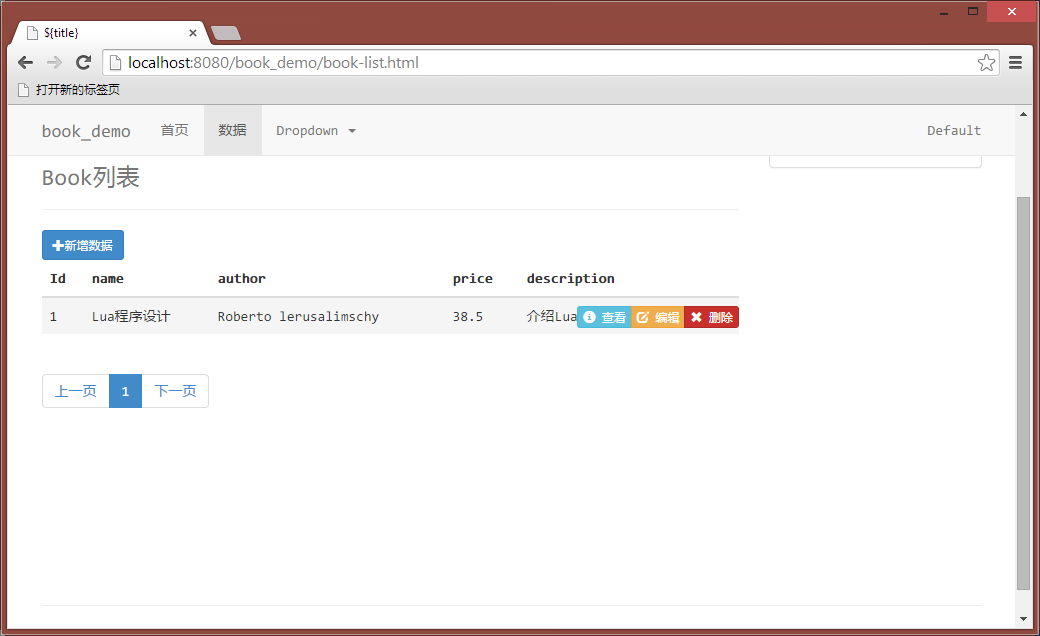 ${title}
localhost:8080/book_demo/book-list.html
打开新的标签页
book_demo 首页 数据 Dropdown Default
Book列表
新增数据
Id name author price description
1 Lua程序设计 Roberto lerusalimschy 38.5 介绍Lua 查看 编辑 删除
上一页 1 下一页